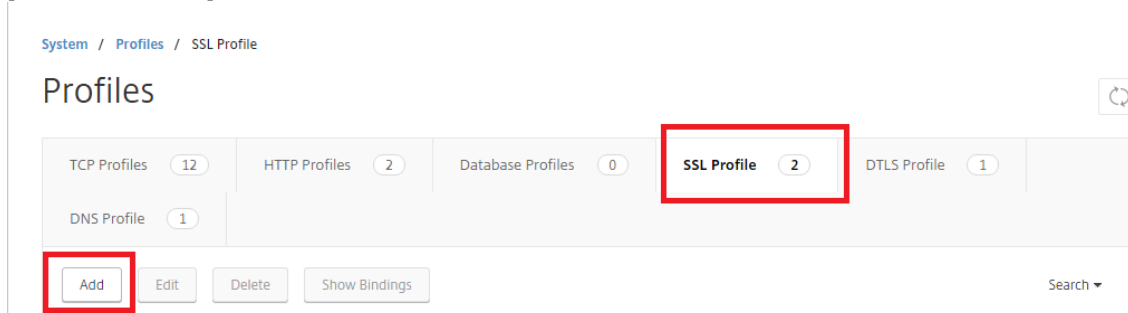 System / Profiles / SSL Profile
Profiles
TCP Profiles 12 HTTP Profiles 2 Database Profiles 0 SSL Profile 2 DTLS Profile 1
DNS Profile 1
Add Edit Delete Show Bindings Search